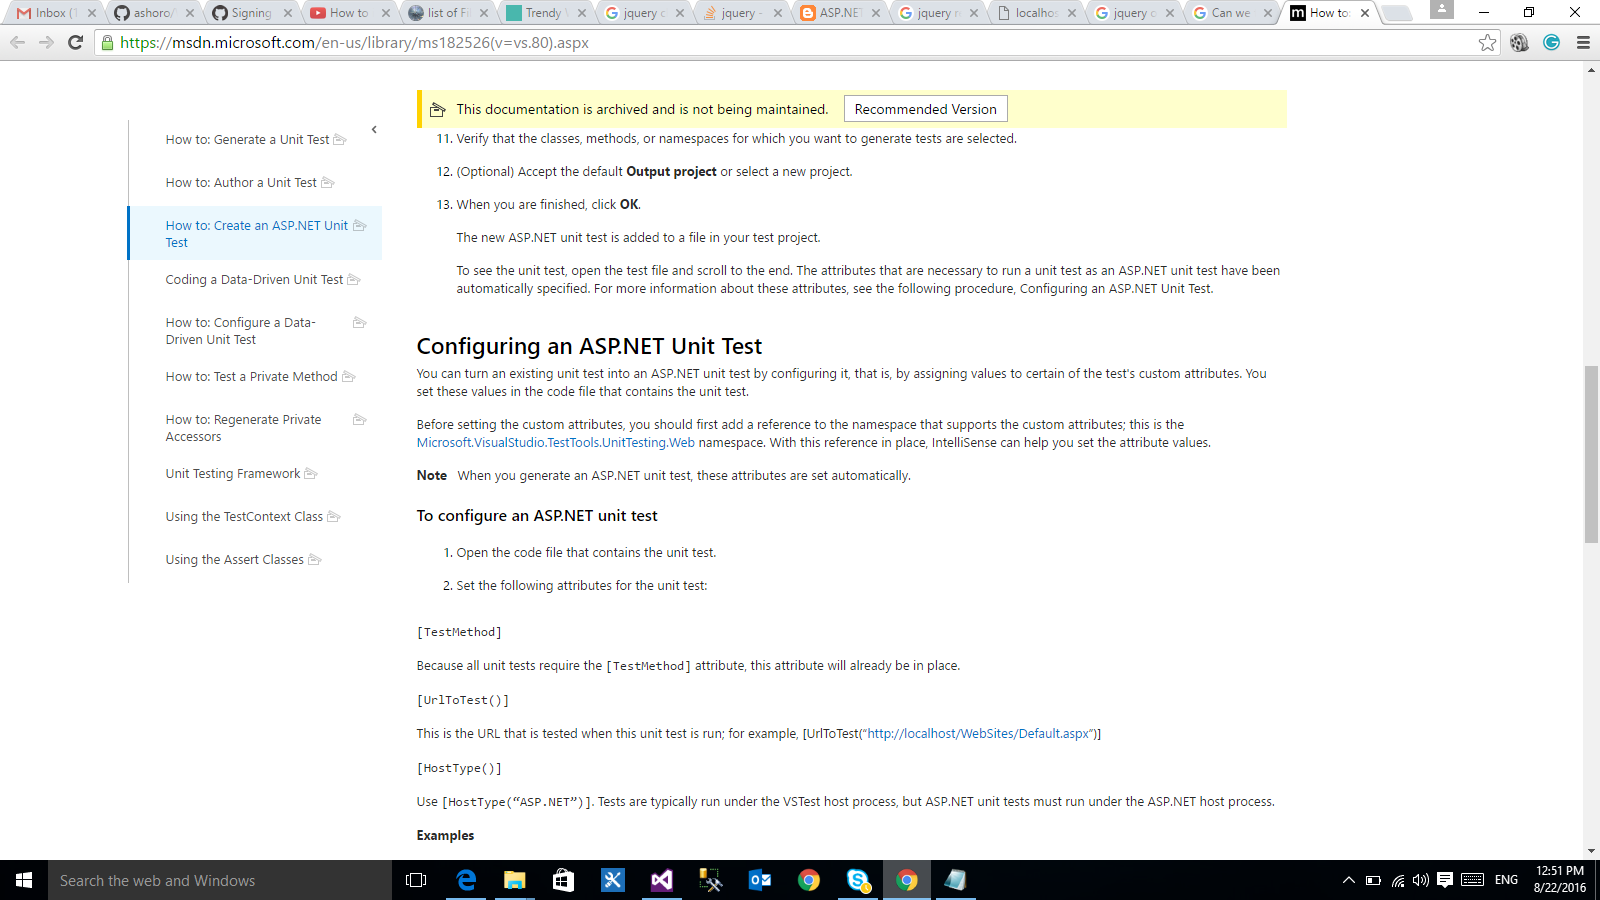 Inbox (1
ashoro/
Signing
How to
list of Fi
Trendy
jquery c
jquery -
ASP.NET
jquery r
localhos
jquery o
Can we
How to:
https://msdn.microsoft.com/en-us/library/ms182526(v=vs.80).aspx
This documentation is archived and is not being maintained.
Recommended Version
How to: Generate a Unit Test
How to: Author a Unit Test
How to: Create an ASP.NET Unit
Test
Coding a Data-Driven Unit Test
How to: Configure a Data-
Driven Unit Test
How to: Test a Private Method
How to: Regenerate Private
Accessors
Unit Testing Framework
Using the TestContext Class
Using the Assert Classes
11. Verify that the classes, methods, or namespaces for which you want to generate tests are selected.
12. (Optional) Accept the default Output project or select a new project.
13. When you are finished, click OK.
The new ASP.NET unit test is added to a file in your test project.
To see the unit test, open the test file and scroll to the end. The attributes that are necessary to run a unit test as an ASP.NET unit test have been
automatically specified. For more information about these attributes, see the following procedure, Configuring an ASP.NET Unit Test.
Configuring an ASP.NET Unit Test
You can turn an existing unit test into an ASP.NET unit test by configuring it, that is, by assigning values to certain of the test's custom attributes. You
set these values in the code file that contains the unit test.
Before setting the custom attributes, you should first add a reference to the namespace that supports the custom attributes; this is the
Microsoft.VisualStudio.TestTools.UnitTesting.Web namespace. With this reference in place, IntelliSense can help you set the attribute values.
Note When you generate an ASP.NET unit test, these attributes are set automatically.
To configure an ASP.NET unit test
1. Open the code file that contains the unit test.
2. Set the following attributes for the unit test:
[TestMethod]
Because all unit tests require the [TestMethod] attribute, this attribute will already be in place.
[UrlToTest()]
This is the URL that is tested when this unit test is run; for example, [UrlToTest(“http://localhost/WebSites/Default.aspx”)]
[HostType()]
Use [HostType(“ASP.NET”)]. Tests are typically run under the VSTest host process, but ASP.NET unit tests must run under the ASP.NET host process.
Examples
Search the web and Windows
ENG
12:51 PM
8/22/2016